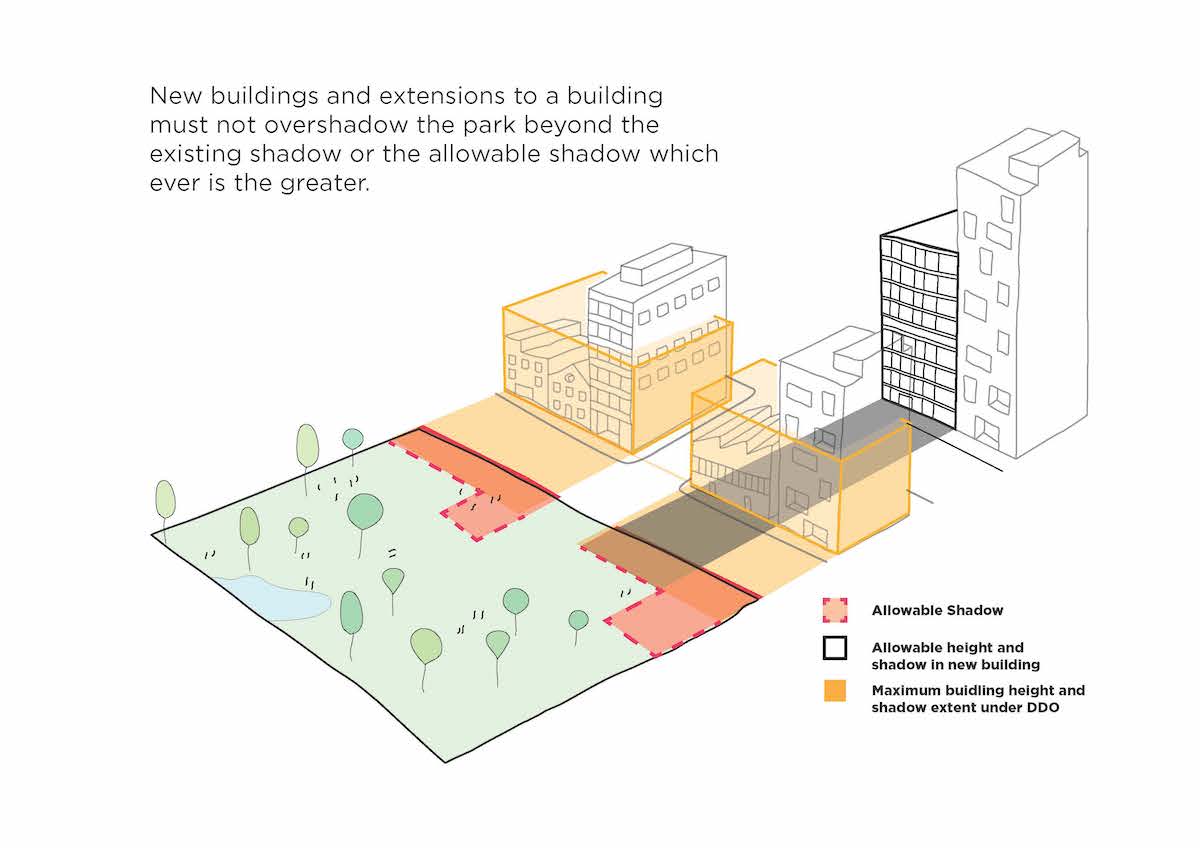 New buildings and extensions to a building
must not overshadow the park beyond the
existing shadow or the allowable shadow which
ever is the greater.
Allowable Shadow
Allowable height and
shadow in new building
Maximum buidling height and
shadow extent under DDO